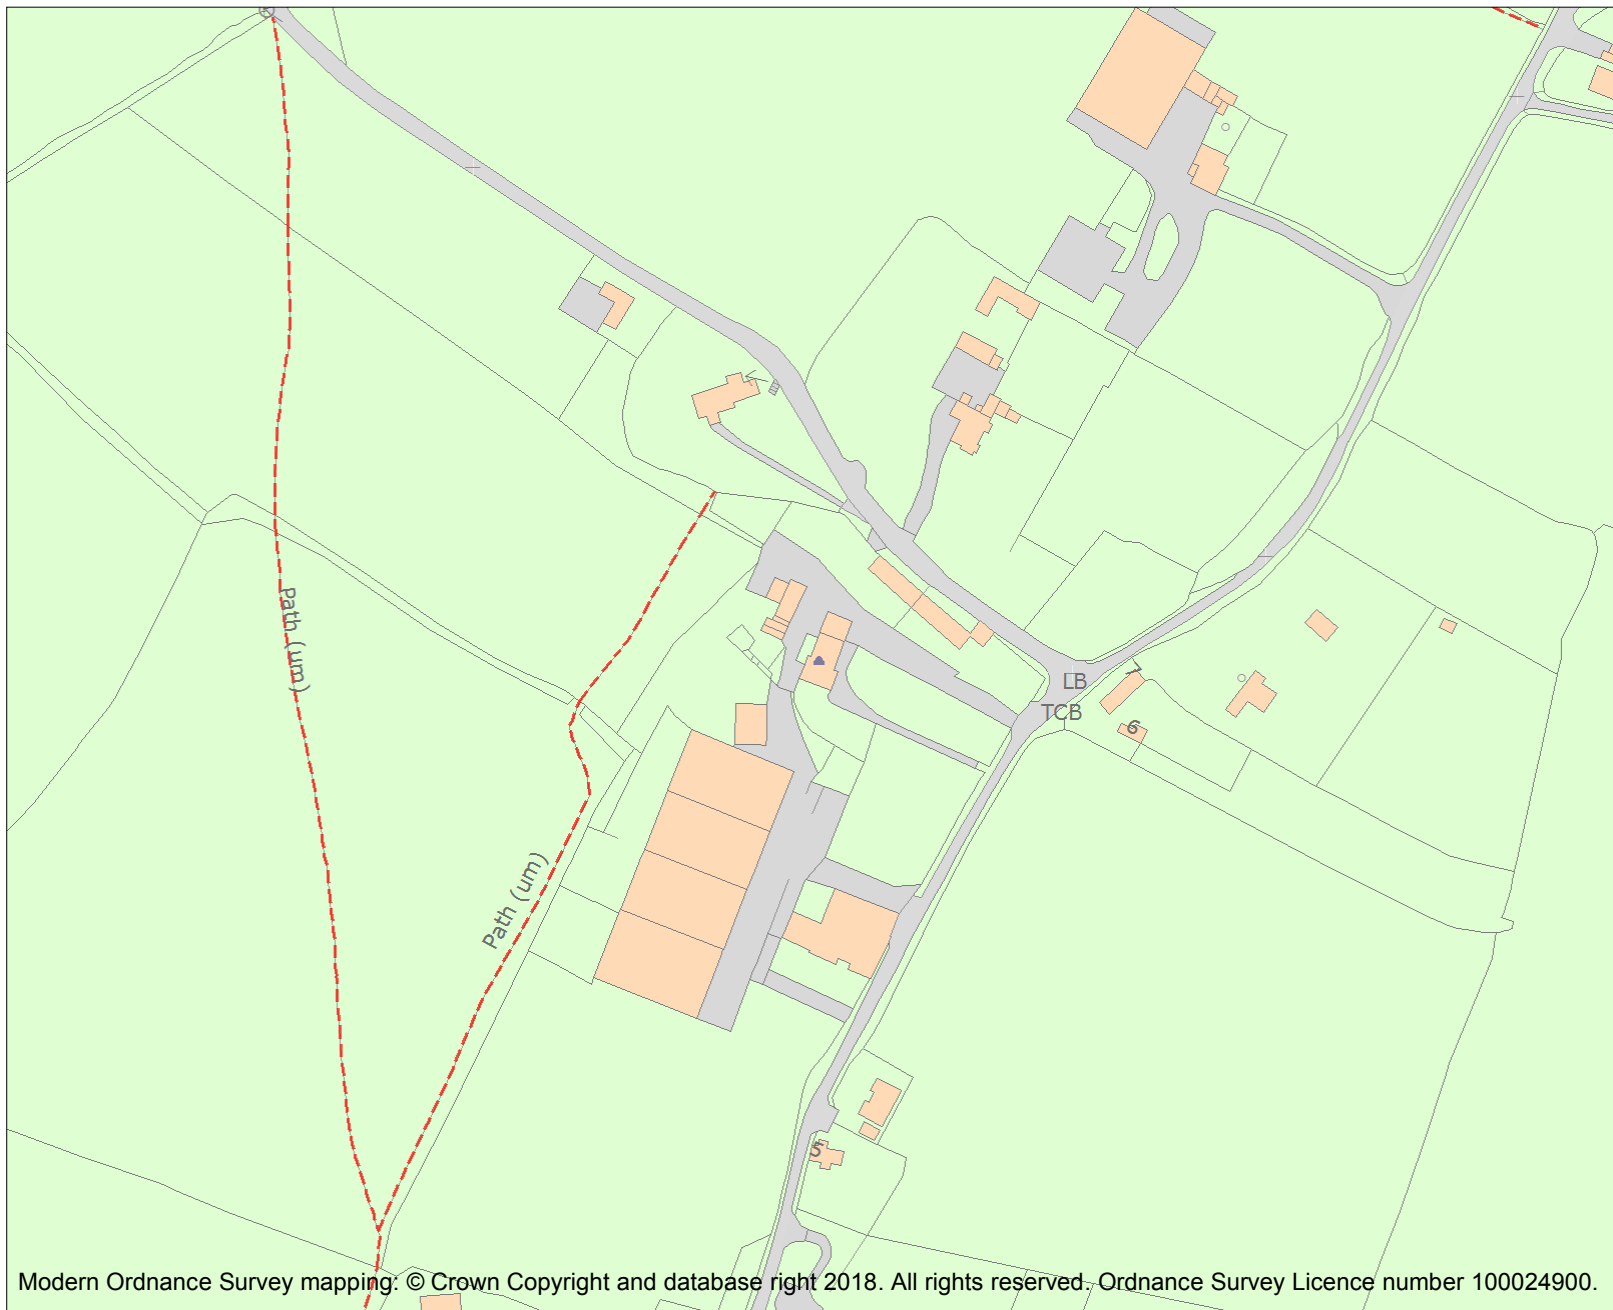 Path (um)
LB
7
TCB
6
Path (um)
5
Modern Ordnance Survey mapping: © Crown Copyright and database right 2018. All rights reserved. Ordnance Survey Licence number 100024900.